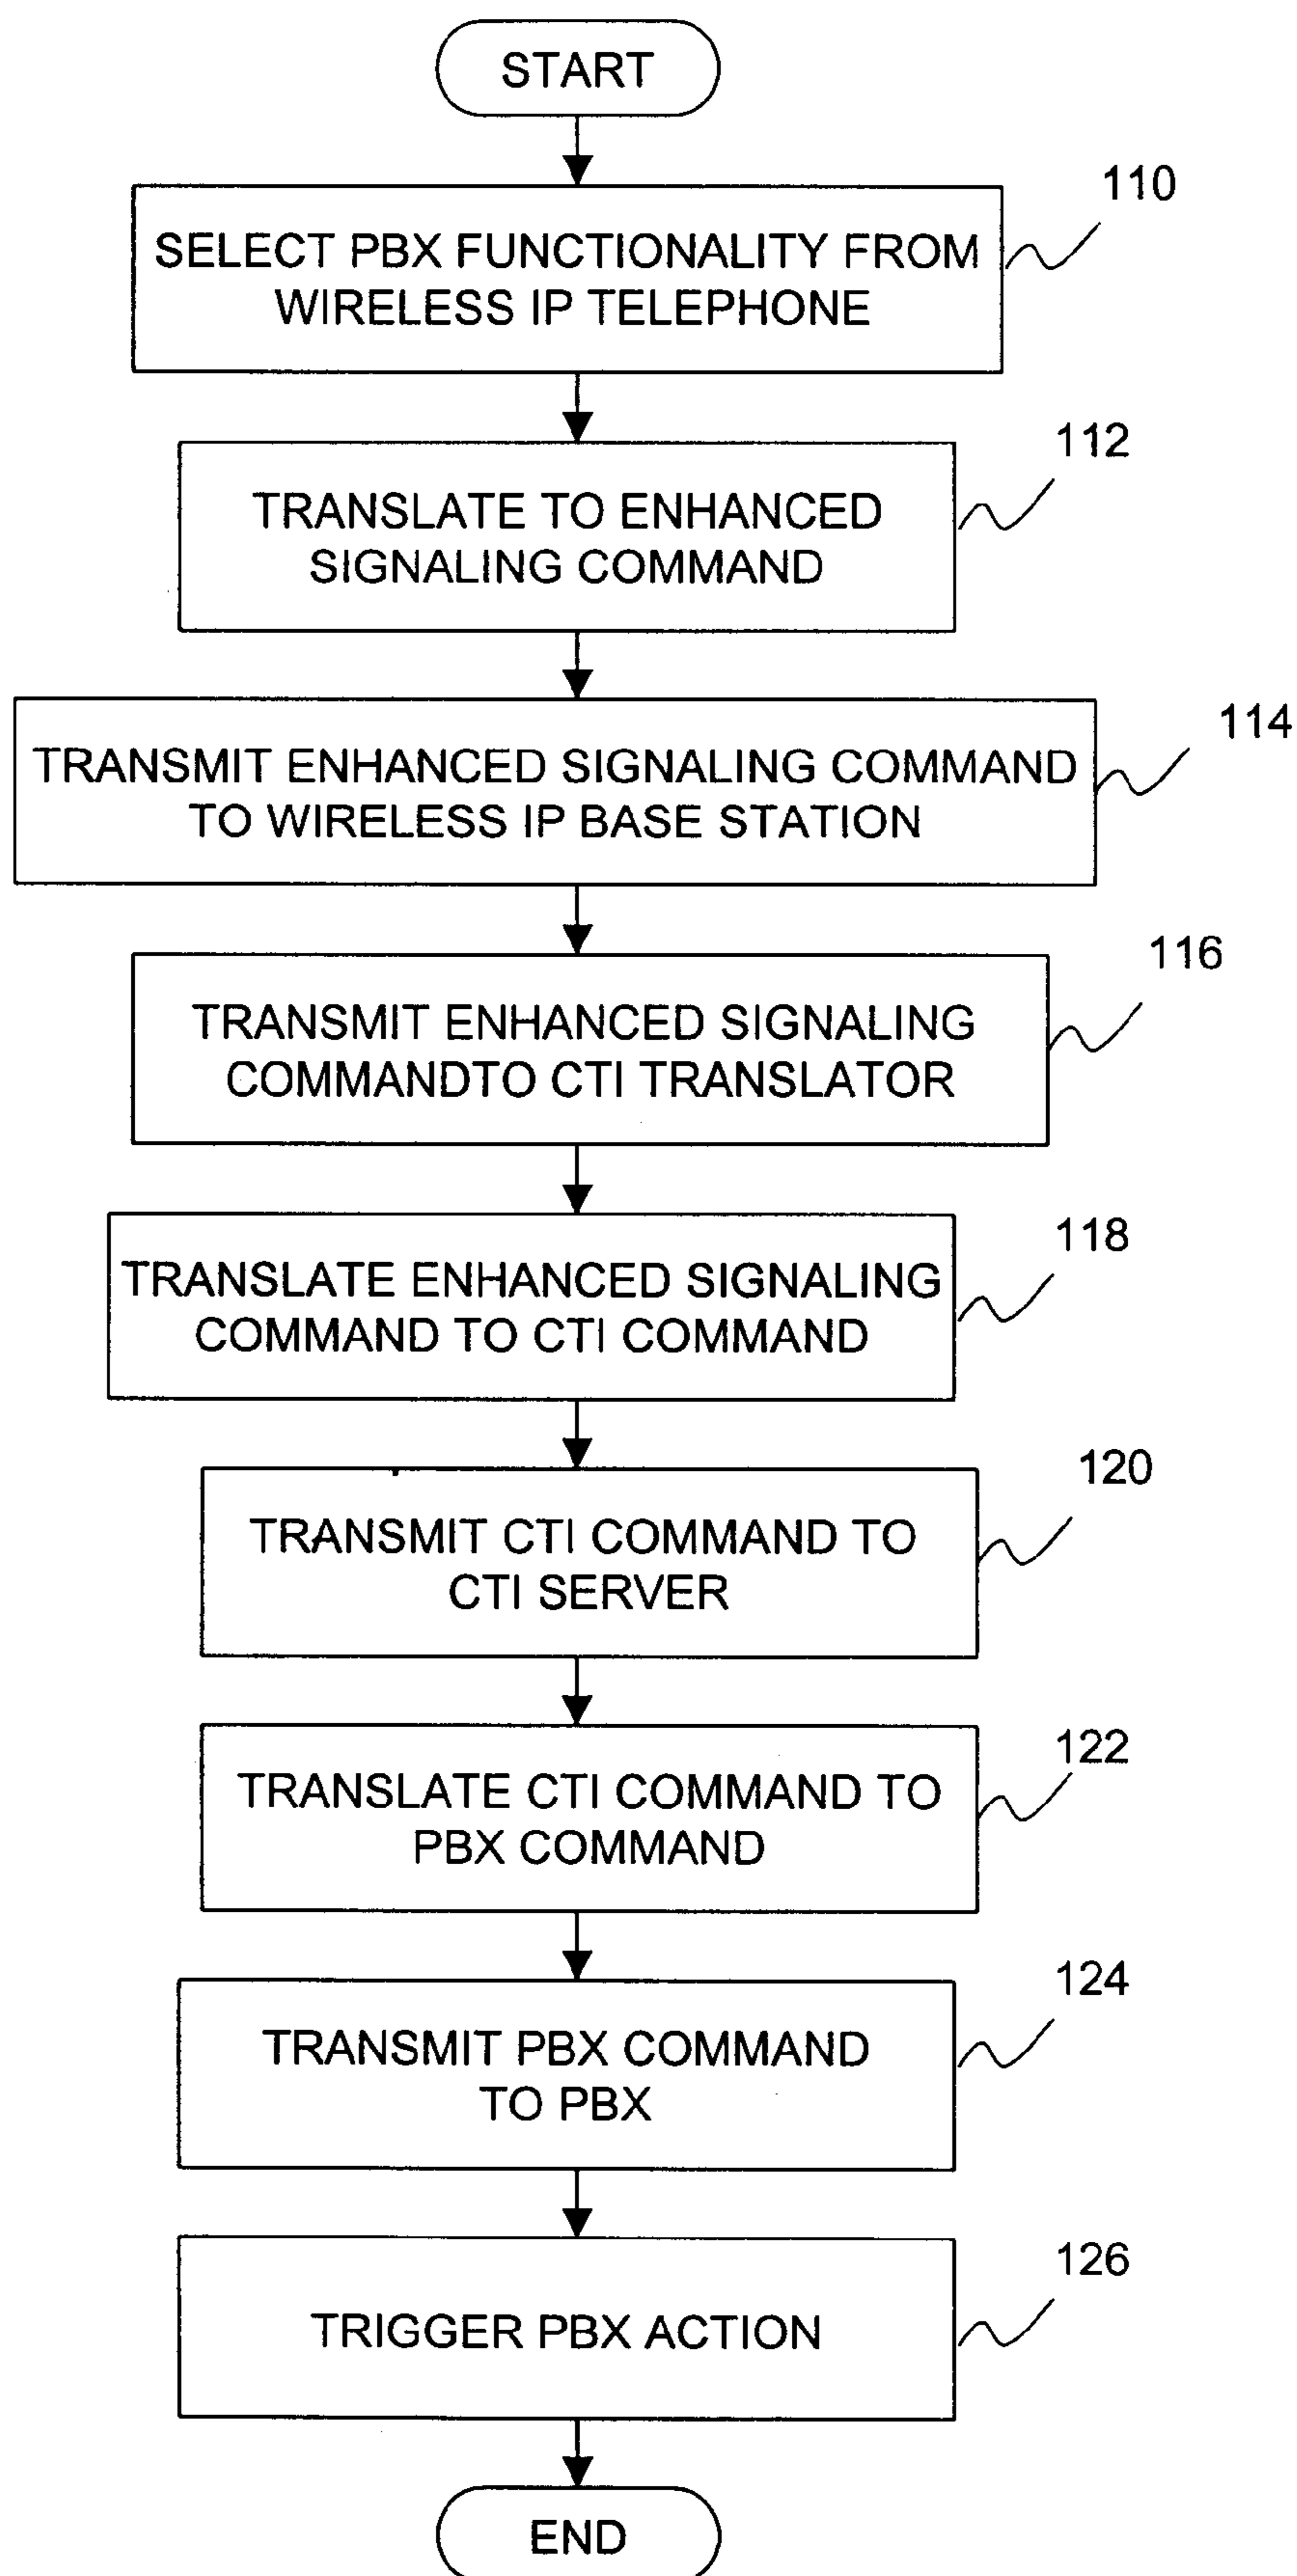 START
110
SELECT PBX FUNCTIONALITY FROM
WIRELESS IP TELEPHONE
112
TRANSLATE TO ENHANCED
SIGNALING COMMAND
114
TRANSMIT ENHANCED SIGNALING COMMAND
TO WIRELESS IP BASE STATION
116
TRANSMIT ENHANCED SIGNALING
COMMANDTO CTI TRANSLATOR
118
TRANSLATE ENHANCED SIGNALING
COMMAND TO CTI COMMAND
120
TRANSMIT CTI COMMAND TO
CTI SERVER
122
TRANSLATE CTI COMMAND TO
PBX COMMAND
124
TRANSMIT PBX COMMAND
TO PBX
126
TRIGGER PBX ACTION
END